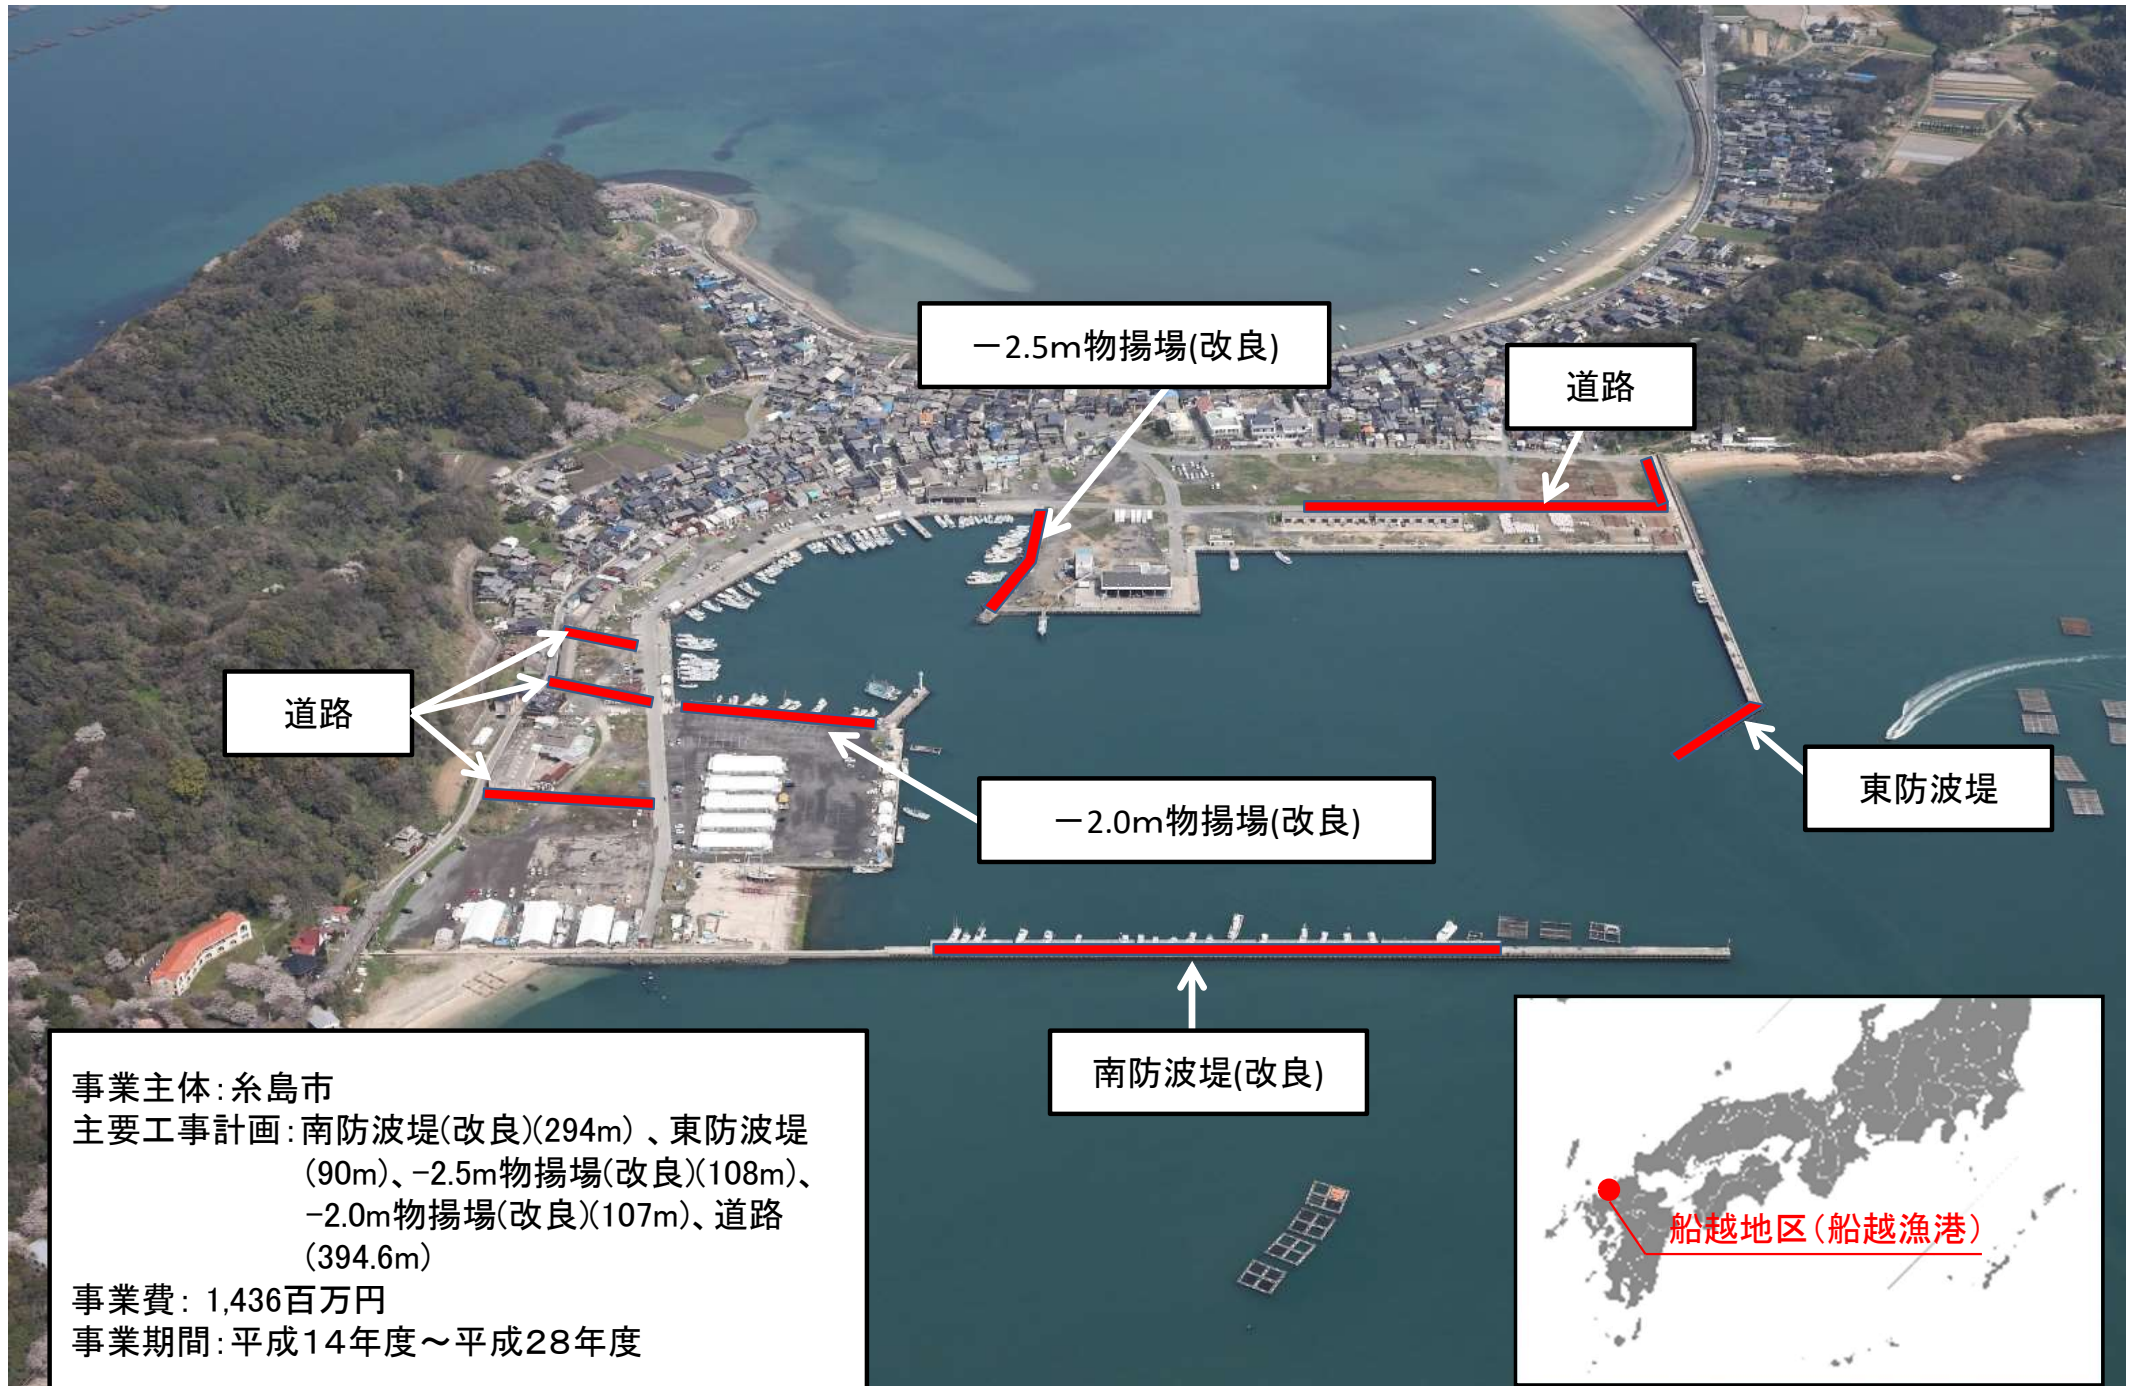 －2.5ｍ物揚場(改良)
道路
道路
－2.0ｍ物揚場(改良)
東防波堤
南防波堤(改良)
事業主体：糸島市
主要工事計画：南防波堤(改良)(294m) 、東防波堤
(90m)、-2.5m物揚場(改良)(108m)、
-2.0m物揚場(改良)(107m)、道路
(394.6m)
事業費： 1,436百万円
事業期間：平成１４年度～平成２８年度
船越地区（船越漁港）